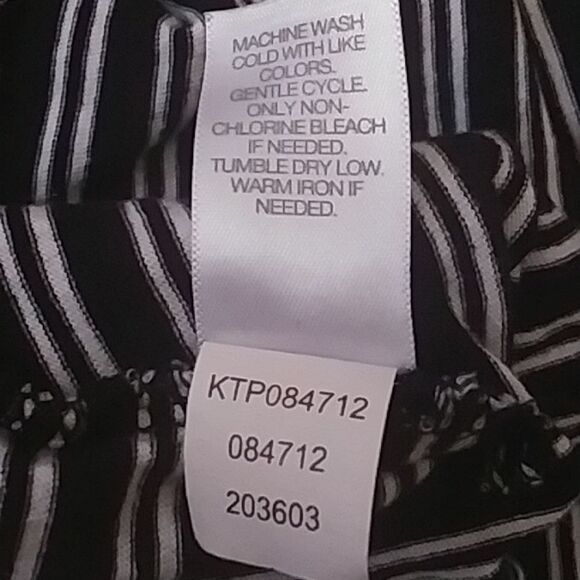 MACHINE WASH
COLD WITH LIKE
COLORS.
GENTLE CYCLE.
ONLY NON-
CHLORINE BLEACH
IF NEEDED.
TUMBLE DRY LOW.
WARM IRON IF
NEEDED.
KTP084712
084712
203603